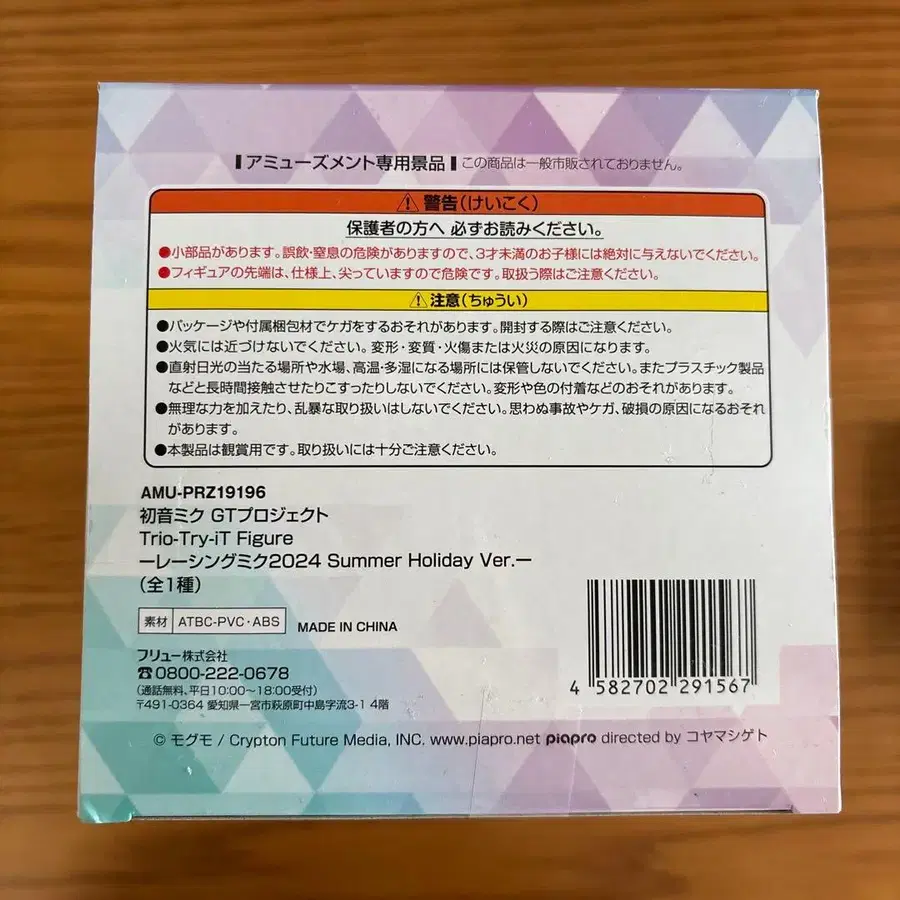 アミューズメント専用景品 この商品は一般市販されておりません。
⚠警告(けいこく)
保護者の方へ 必ずお読みください。
●小部品があります。誤飲・窒息の危険がありますので、3才未満のお子様には絶対に与えないでください。
●フィギュアの先端は、仕様上、尖っていますので危険です。取扱う際はご注意ください。
⚠注意(ちゅうい)
●パッケージや付属梱包材でケガをするおそれがあります。開封する際はご注意ください。
●火気には近づけないでください。変形・変質・火傷または火災の原因になります。
●直射日光の当たる場所や水場、高温・多湿になる場所には保管しないでください。またプラスチック製品
などと長時間接触させたりこすったりしないでください。変形や色の付着などのおそれがあります。
●無理な力を加えたり、乱暴な取り扱いはしないでください。思わぬ事故やケガ、破損の原因になるおそれ
があります。
●本製品は観賞用です。取り扱いには十分ご注意ください。
AMU-PRZ19196
初音ミク GTプロジェクト
Trio-Try-iT Figure
ーレーシングミク2024 Summer Holiday Ver.ー
(全1種)
素材 ATBC-PVC・ABS MADE IN CHINA
フリュー株式会社
☎0800-222-0678
(通話無料、平日10:00〜18:00受付)
〒491-0364 愛知県一宮市萩原町中島字流3-1 4階
4 582702 291567
© モグモ / Crypton Future Media, INC. www.piapro.net piapro directed by コヤマシゲト